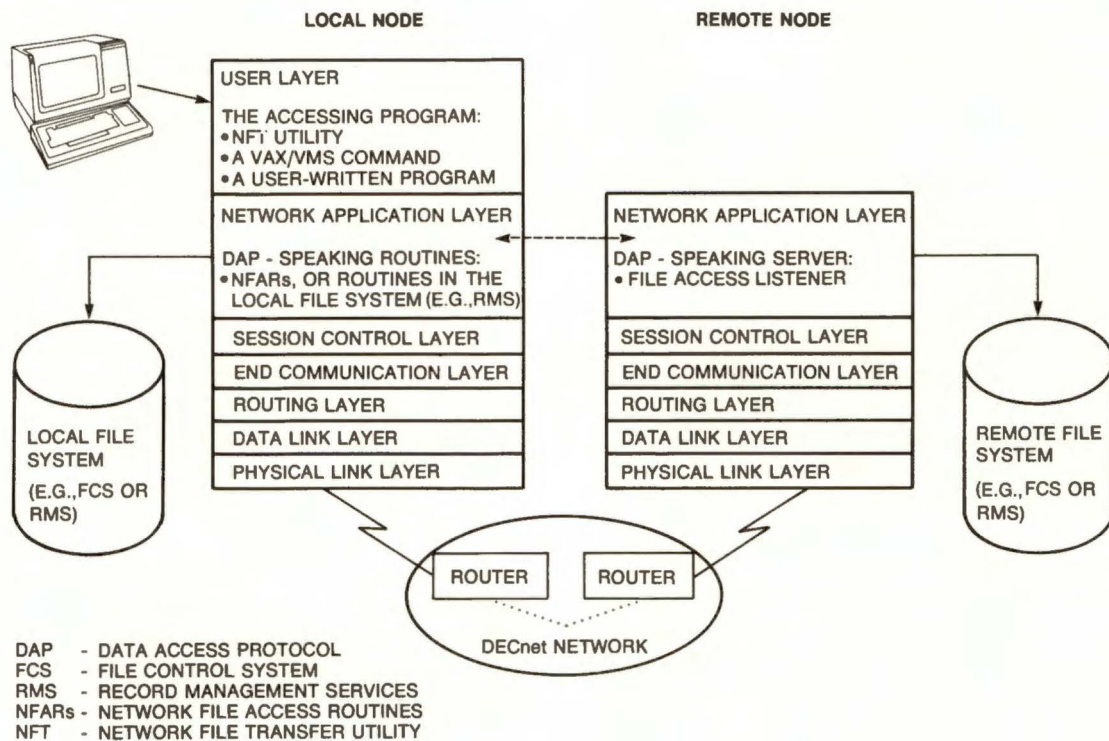 LOCAL NODE
REMOTE NODE
USER LAYER
THE ACCESSING PROGRAM:
•NFT UTILITY
•A VAX/VMS COMMAND
•A USER-WRITTEN PROGRAM
NETWORK APPLICATION LAYER
DAP - SPEAKING ROUTINES:
•NFARs, OR ROUTINES IN THE
LOCAL FILE SYSTEM (E.G.,RMS)
SESSION CONTROL LAYER
END COMMUNICATION LAYER
ROUTING LAYER
DATA LINK LAYER
PHYSICAL LINK LAYER
NETWORK APPLICATION LAYER
DAP - SPEAKING SERVER:
• FILE ACCESS LISTENER
SESSION CONTROL LAYER
END COMMUNICATION LAYER
ROUTING LAYER
DATA LINK LAYER
PHYSICAL LINK LAYER
LOCAL FILE
SYSTEM
(E.G.,FCS OR
RMS)
REMOTE FILE
SYSTEM
(E.G.,FCS OR
RMS)
ROUTER
ROUTER
DECnet NETWORK
DAP - DATA ACCESS PROTOCOL
FCS - FILE CONTROL SYSTEM
RMS - RECORD MANAGEMENT SERVICES
NFARs - NETWORK FILE ACCESS ROUTINES
NFT - NETWORK FILE TRANSFER UTILITY